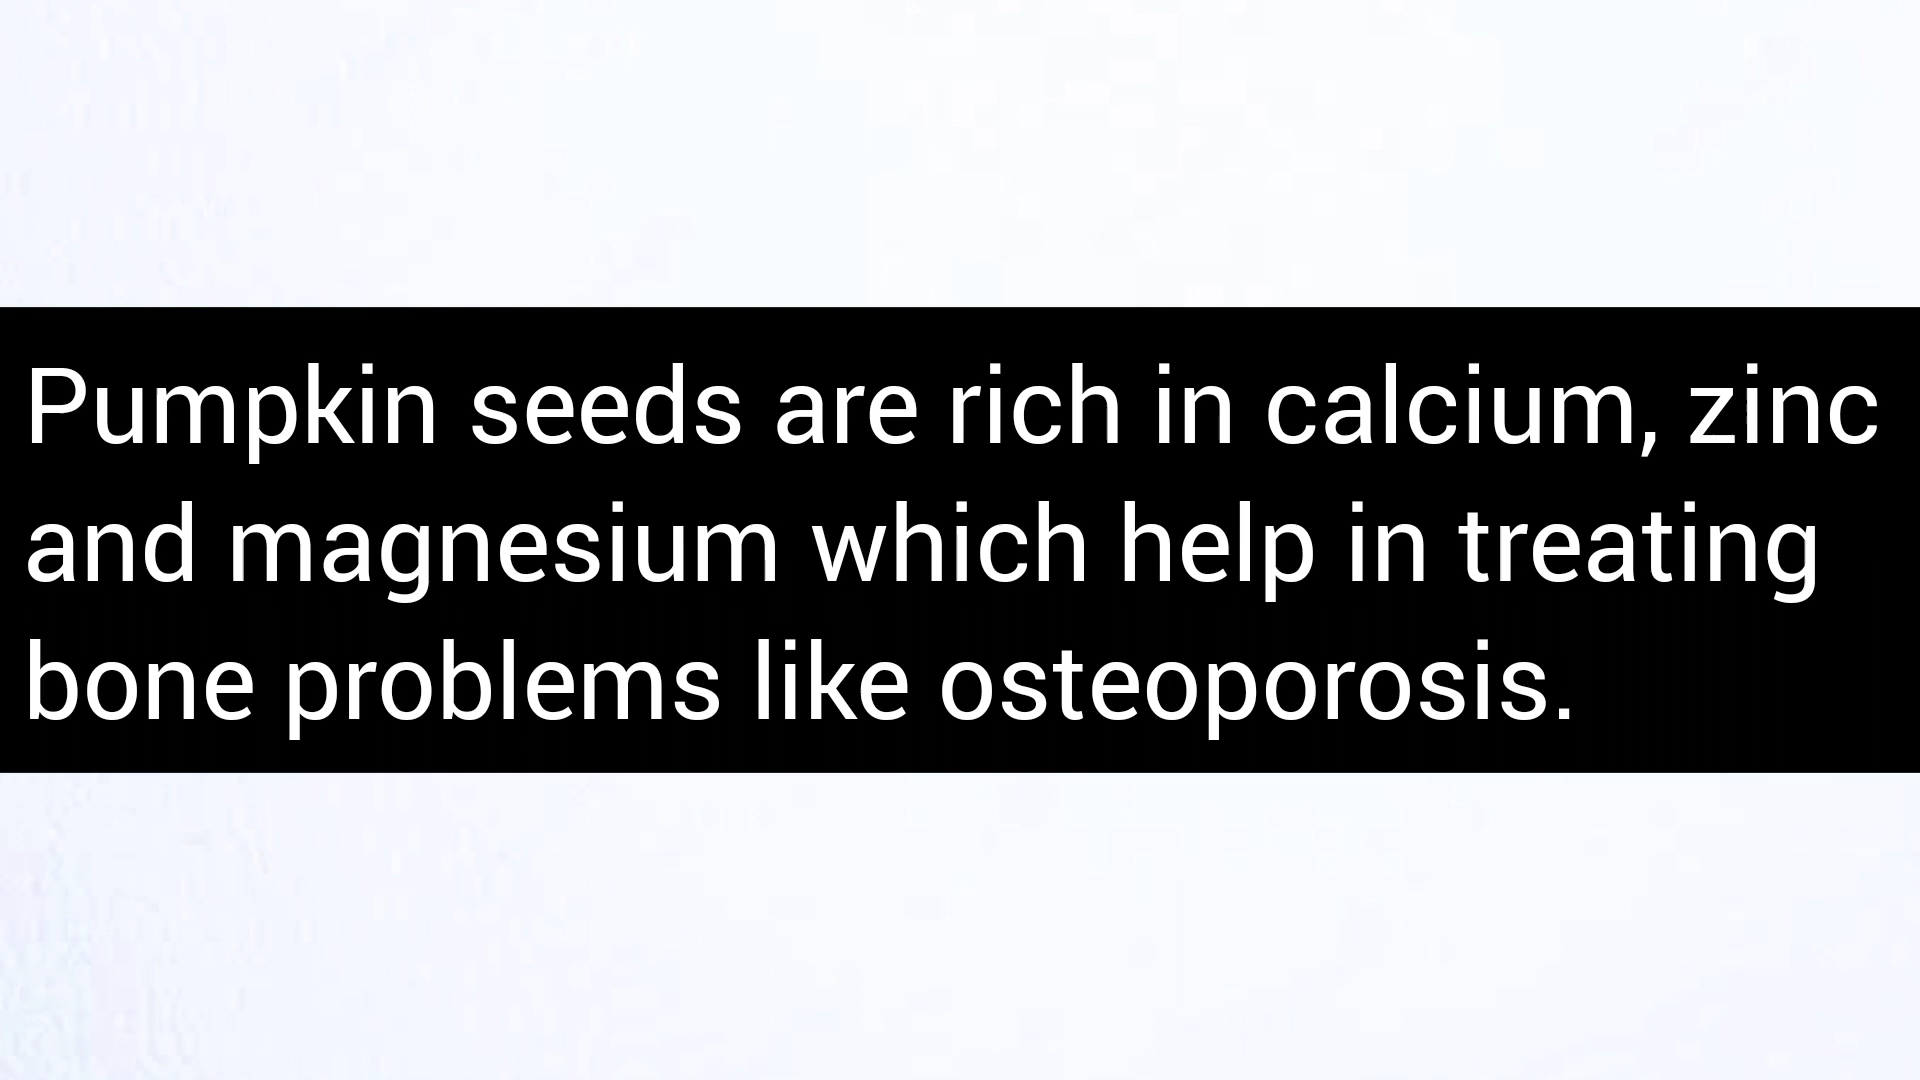 Pumpkin seeds are rich in calcium, zinc
and magnesium which help in treating
bone problems like osteoporosis.